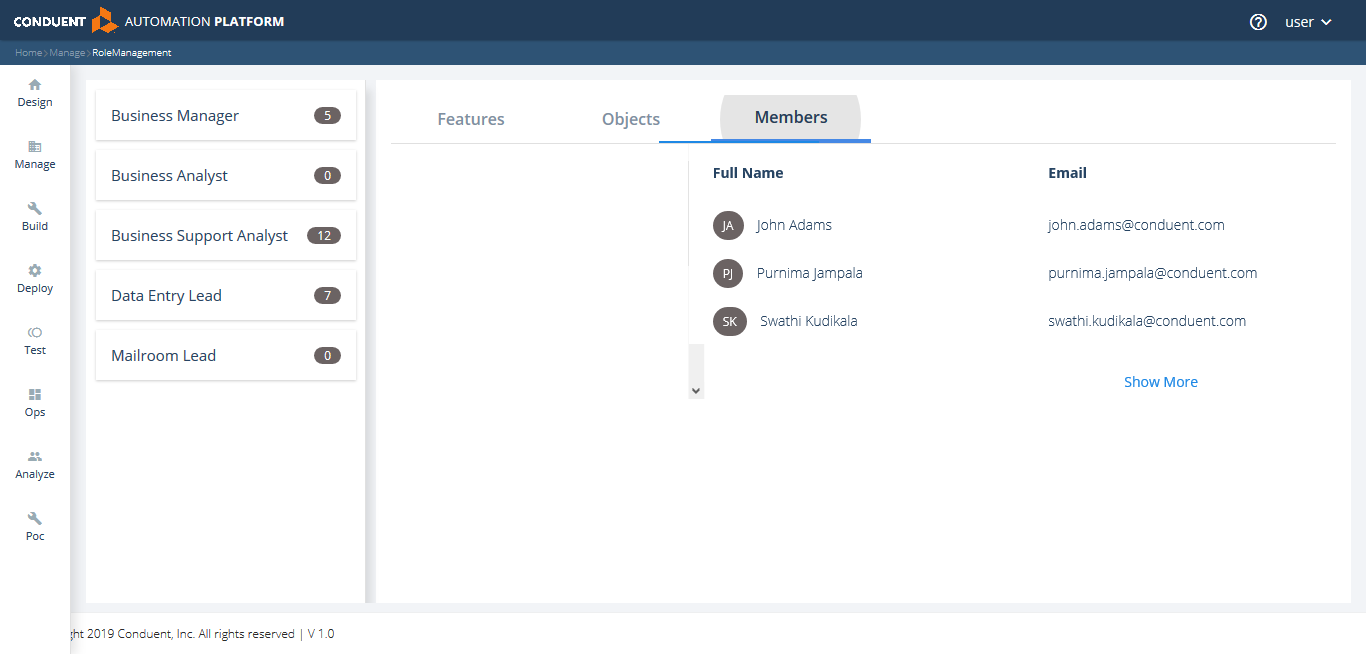 CONDUENT AUTOMATION PLATFORM
user
Home › Manage › RoleManagement
Design
Manage
Build
Deploy
Test
Ops
Analyze
Poc
Business Manager 5
Business Analyst 0
Business Support Analyst 12
Data Entry Lead 7
Mailroom Lead 0
Features Objects Members
Full Name Email
JA John Adams john.adams@conduent.com
PJ Purnima Jampala purnima.jampala@conduent.com
SK Swathi Kudikala swathi.kudikala@conduent.com
Show More
ght 2019 Conduent, Inc. All rights reserved | V 1.0